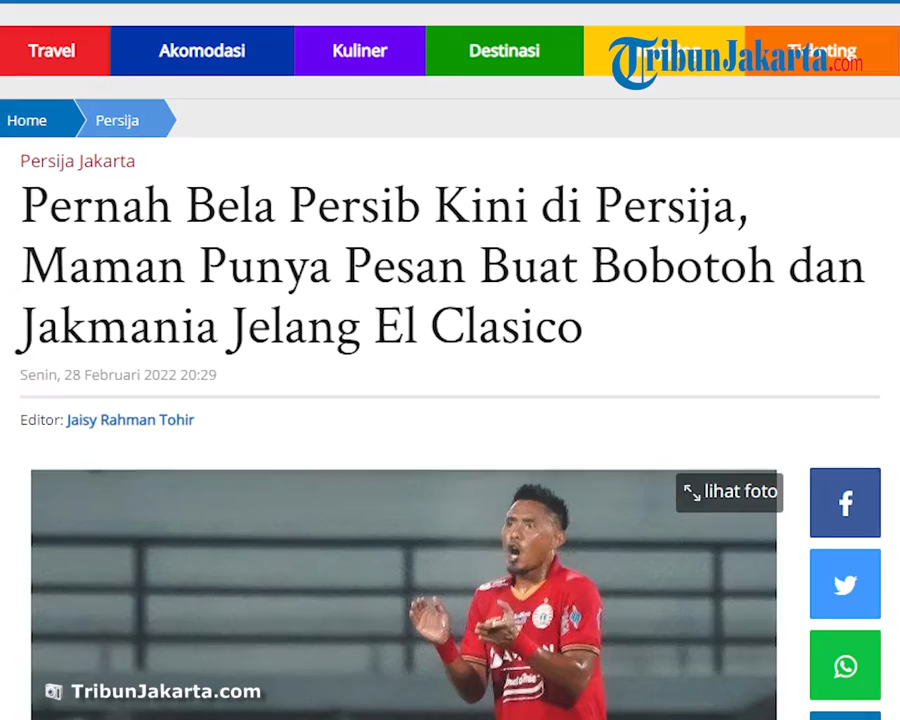 Travel
Akomodasi
Kuliner
Destinasi
TribunJakarta.com
Ticketing
Home
Persija
Persija Jakarta
Pernah Bela Persib Kini di Persija,
Maman Punya Pesan Buat Bobotoh dan
Jakmania Jelang El Clasico
Senin, 28 Februari 2022 20:29
Editor: Jaisy Rahman Tohir
lihat foto
TribunJakarta.com